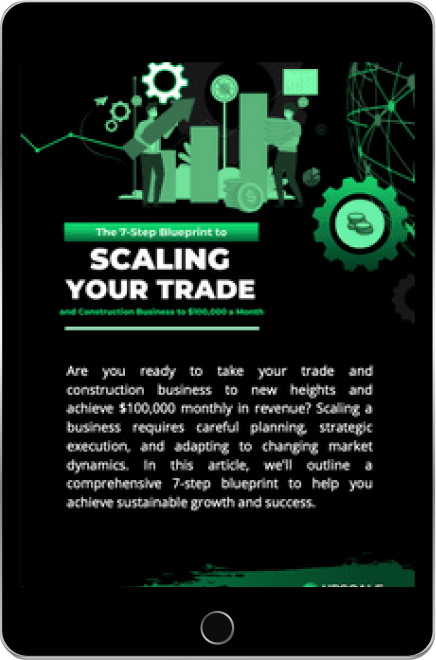 The 7-Step Blueprint to
SCALING
YOUR TRADE
and Construction Business to $100,000 a Month
Are you ready to take your trade and
construction business to new heights and
achieve $100,000 monthly in revenue? Scaling a
business requires careful planning, strategic
execution, and adapting to changing market
dynamics. In this article, we'll outline a
comprehensive 7-step blueprint to help you
achieve sustainable growth and success.